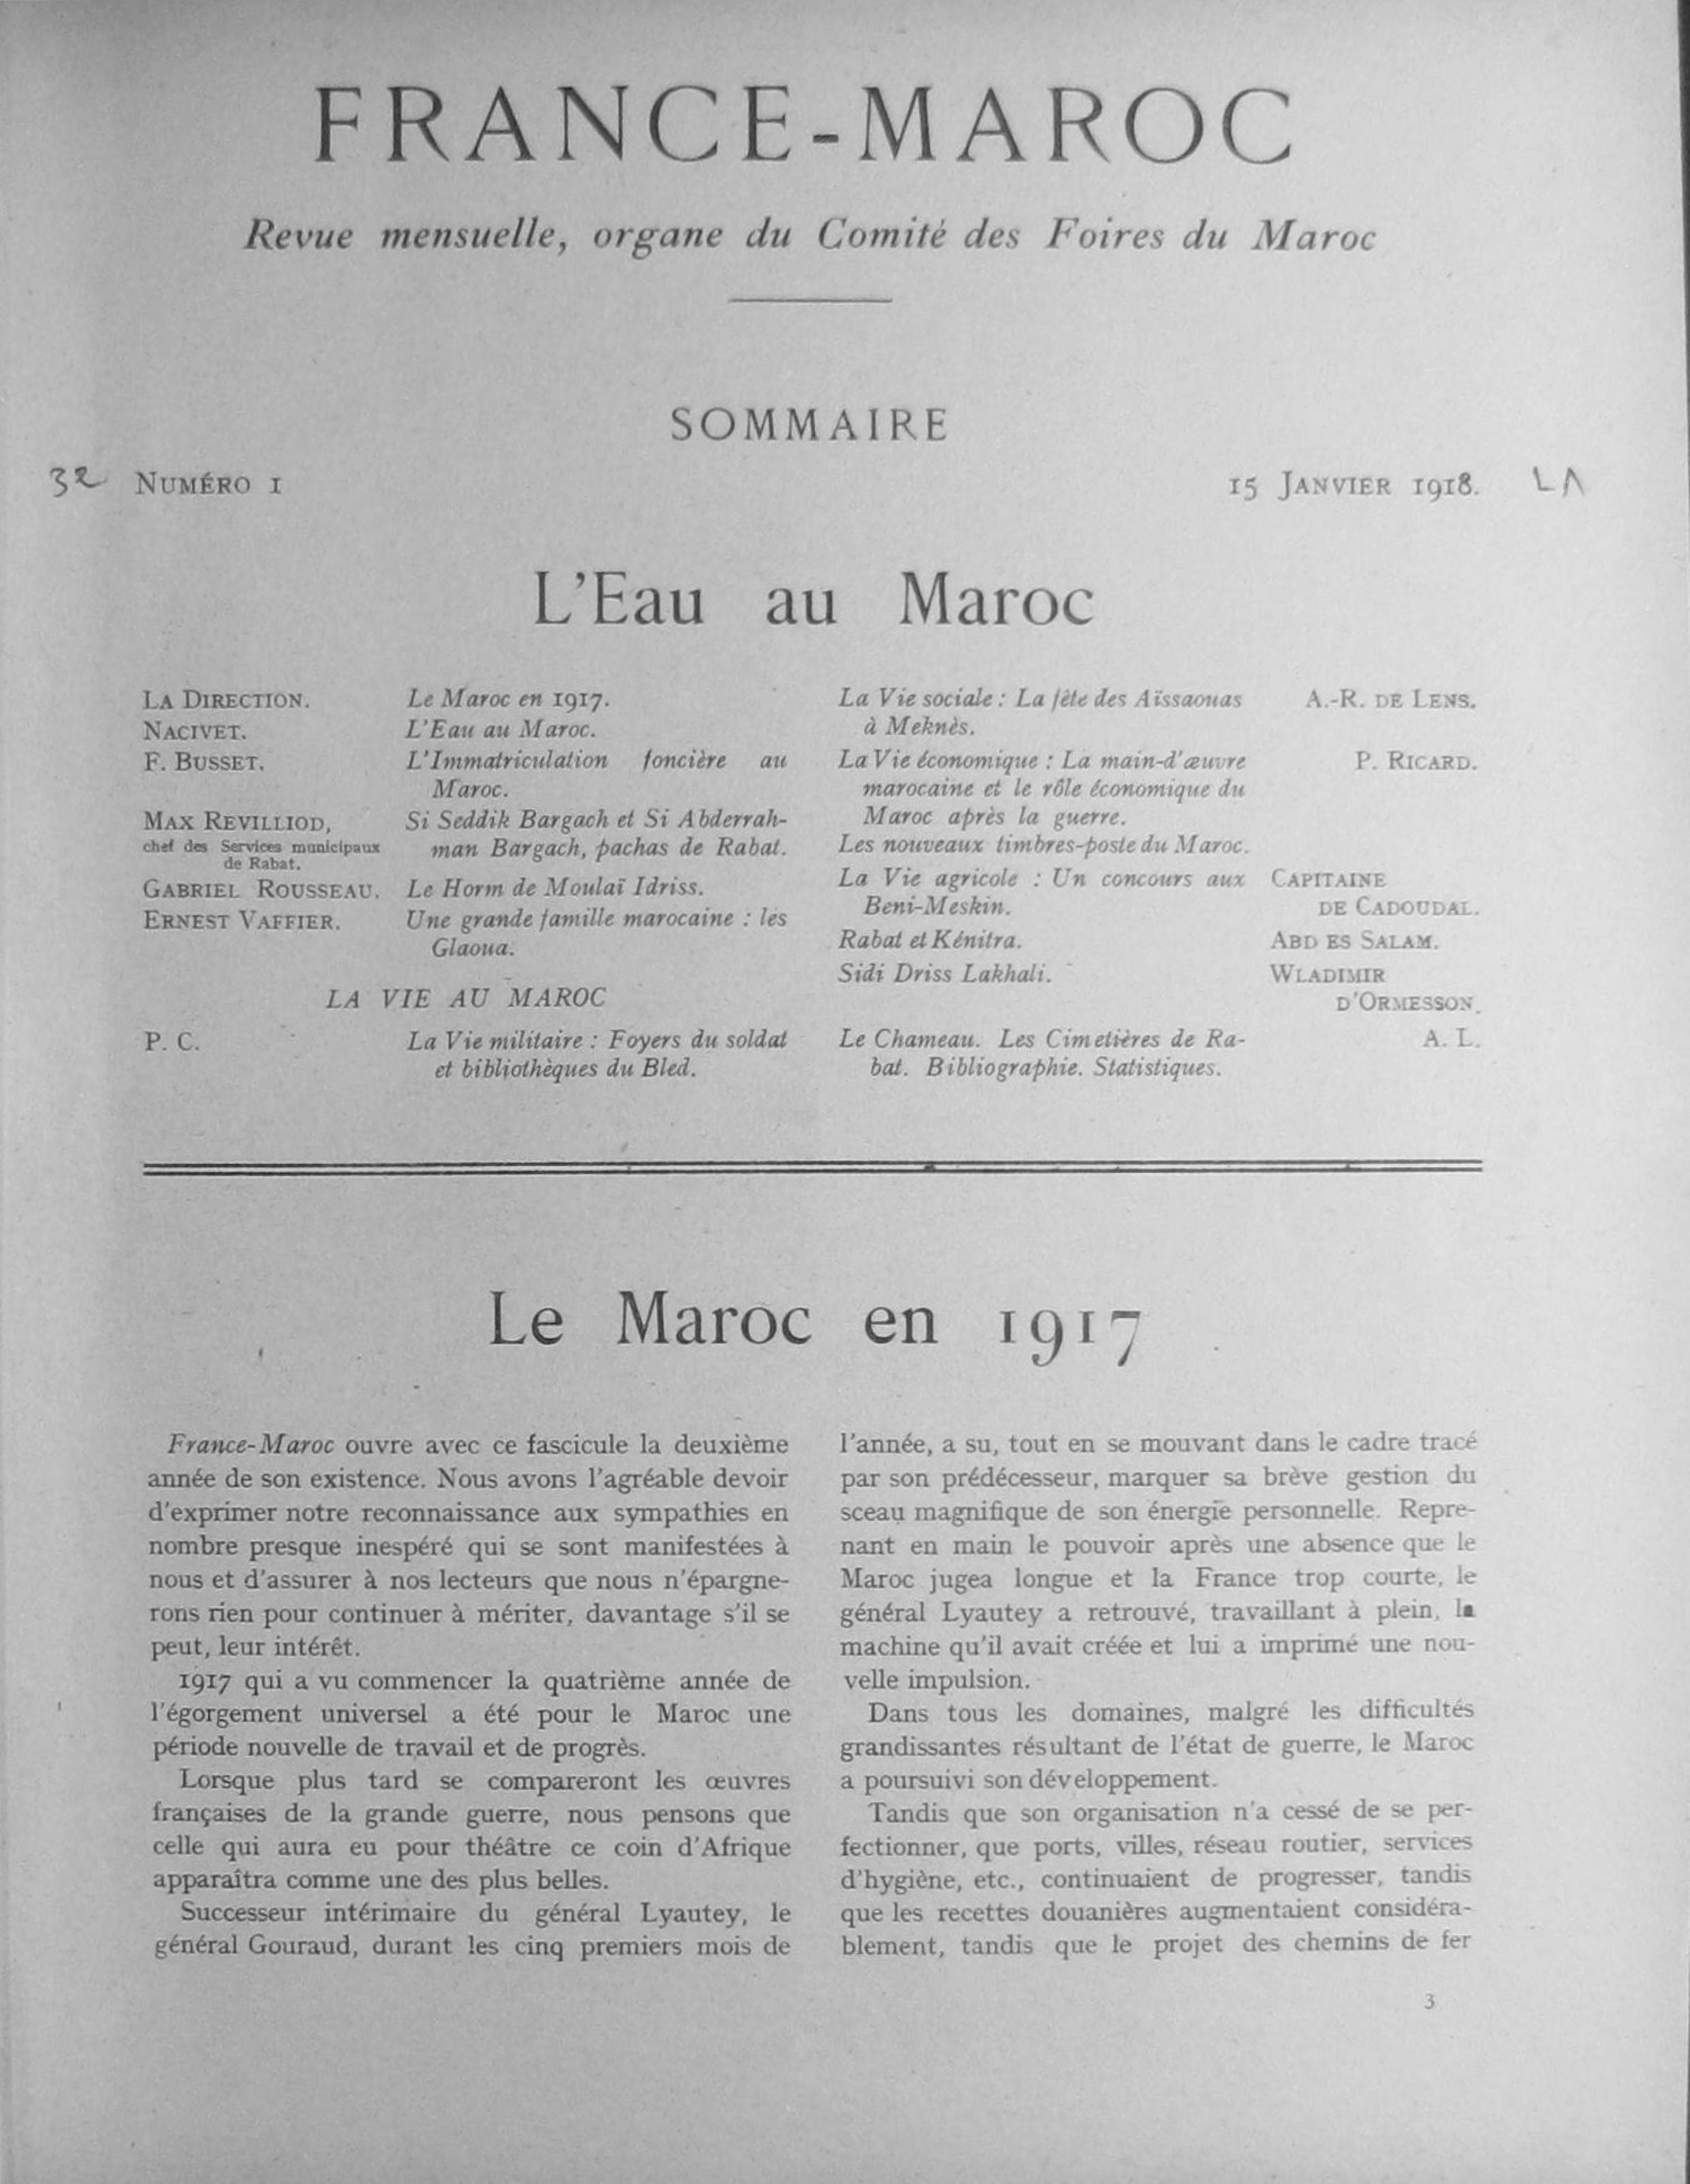 FRANCE-MAROC
Revue mensuelle, organe du Comité des Foires du Maroc
SOMMAIRE
32 NUMÉRO 1
15 JANVIER 1918.
L'Eau au Maroc
LA DIRECTION. Le Maroc en 1917.
NACIVET. L'Eau au Maroc.
F. BUSSET. L'Immatriculation foncière au
Maroc.
MAX REVILLIOD, Si Seddik Bargach et Si Abderrah-
chef des Services municipaux man Bargach, pachas de Rabat.
de Rabat.
GABRIEL ROUSSEAU. Le Horm de Moulaï Idriss.
ERNEST VAFFIER. Une grande famille marocaine : les
Glaoua.
LA VIE AU MAROC
P. C. La Vie militaire : Foyers du soldat
et bibliothèques du Bled.
La Vie sociale : La fête des Aïssaouas A.-R. DE LENS.
à Meknès.
La Vie économique : La main-d'œuvre P. RICARD.
marocaine et le rôle économique du
Maroc après la guerre.
Les nouveaux timbres-poste du Maroc.
La Vie agricole : Un concours aux CAPITAINE
Beni-Meskin. DE CADOUDAL.
Rabat et Kénitra. ABD ES SALAM.
Sidi Driss Lakhali. WLADIMIR
D'ORMESSON.
Le Chameau. Les Cimetières de Ra- A. L.
bat. Bibliographie. Statistiques.
Le Maroc en 1917
France-Maroc ouvre avec ce fascicule la deuxième
année de son existence. Nous avons l'agréable devoir
d'exprimer notre reconnaissance aux sympathies en
nombre presque inespéré qui se sont manifestées à
nous et d'assurer à nos lecteurs que nous n'épargne-
rons rien pour continuer à mériter, davantage s'il se
peut, leur intérêt.
1917 qui a vu commencer la quatrième année de
l'égorgement universel a été pour le Maroc une
période nouvelle de travail et de progrès.
Lorsque plus tard se compareront les œuvres
françaises de la grande guerre, nous pensons que
celle qui aura eu pour théâtre ce coin d'Afrique
apparaîtra comme une des plus belles.
Successeur intérimaire du général Lyautey, le
général Gouraud, durant les cinq premiers mois de
l'année, a su, tout en se mouvant dans le cadre tracé
par son prédécesseur, marquer sa brève gestion du
sceau magnifique de son énergie personnelle. Repre-
nant en main le pouvoir après une absence que le
Maroc jugea longue et la France trop courte, le
général Lyautey a retrouvé, travaillant à plein, la
machine qu'il avait créée et lui a imprimé une nou-
velle impulsion.
Dans tous les domaines, malgré les difficultés
grandissantes résultant de l'état de guerre, le Maroc
a poursuivi son développement.
Tandis que son organisation n'a cessé de se per-
fectionner, que ports, villes, réseau routier, services
d'hygiène, etc., continuaient de progresser, tandis
que les recettes douanières augmentaient considéra-
blement, tandis que le projet des chemins de fer
3